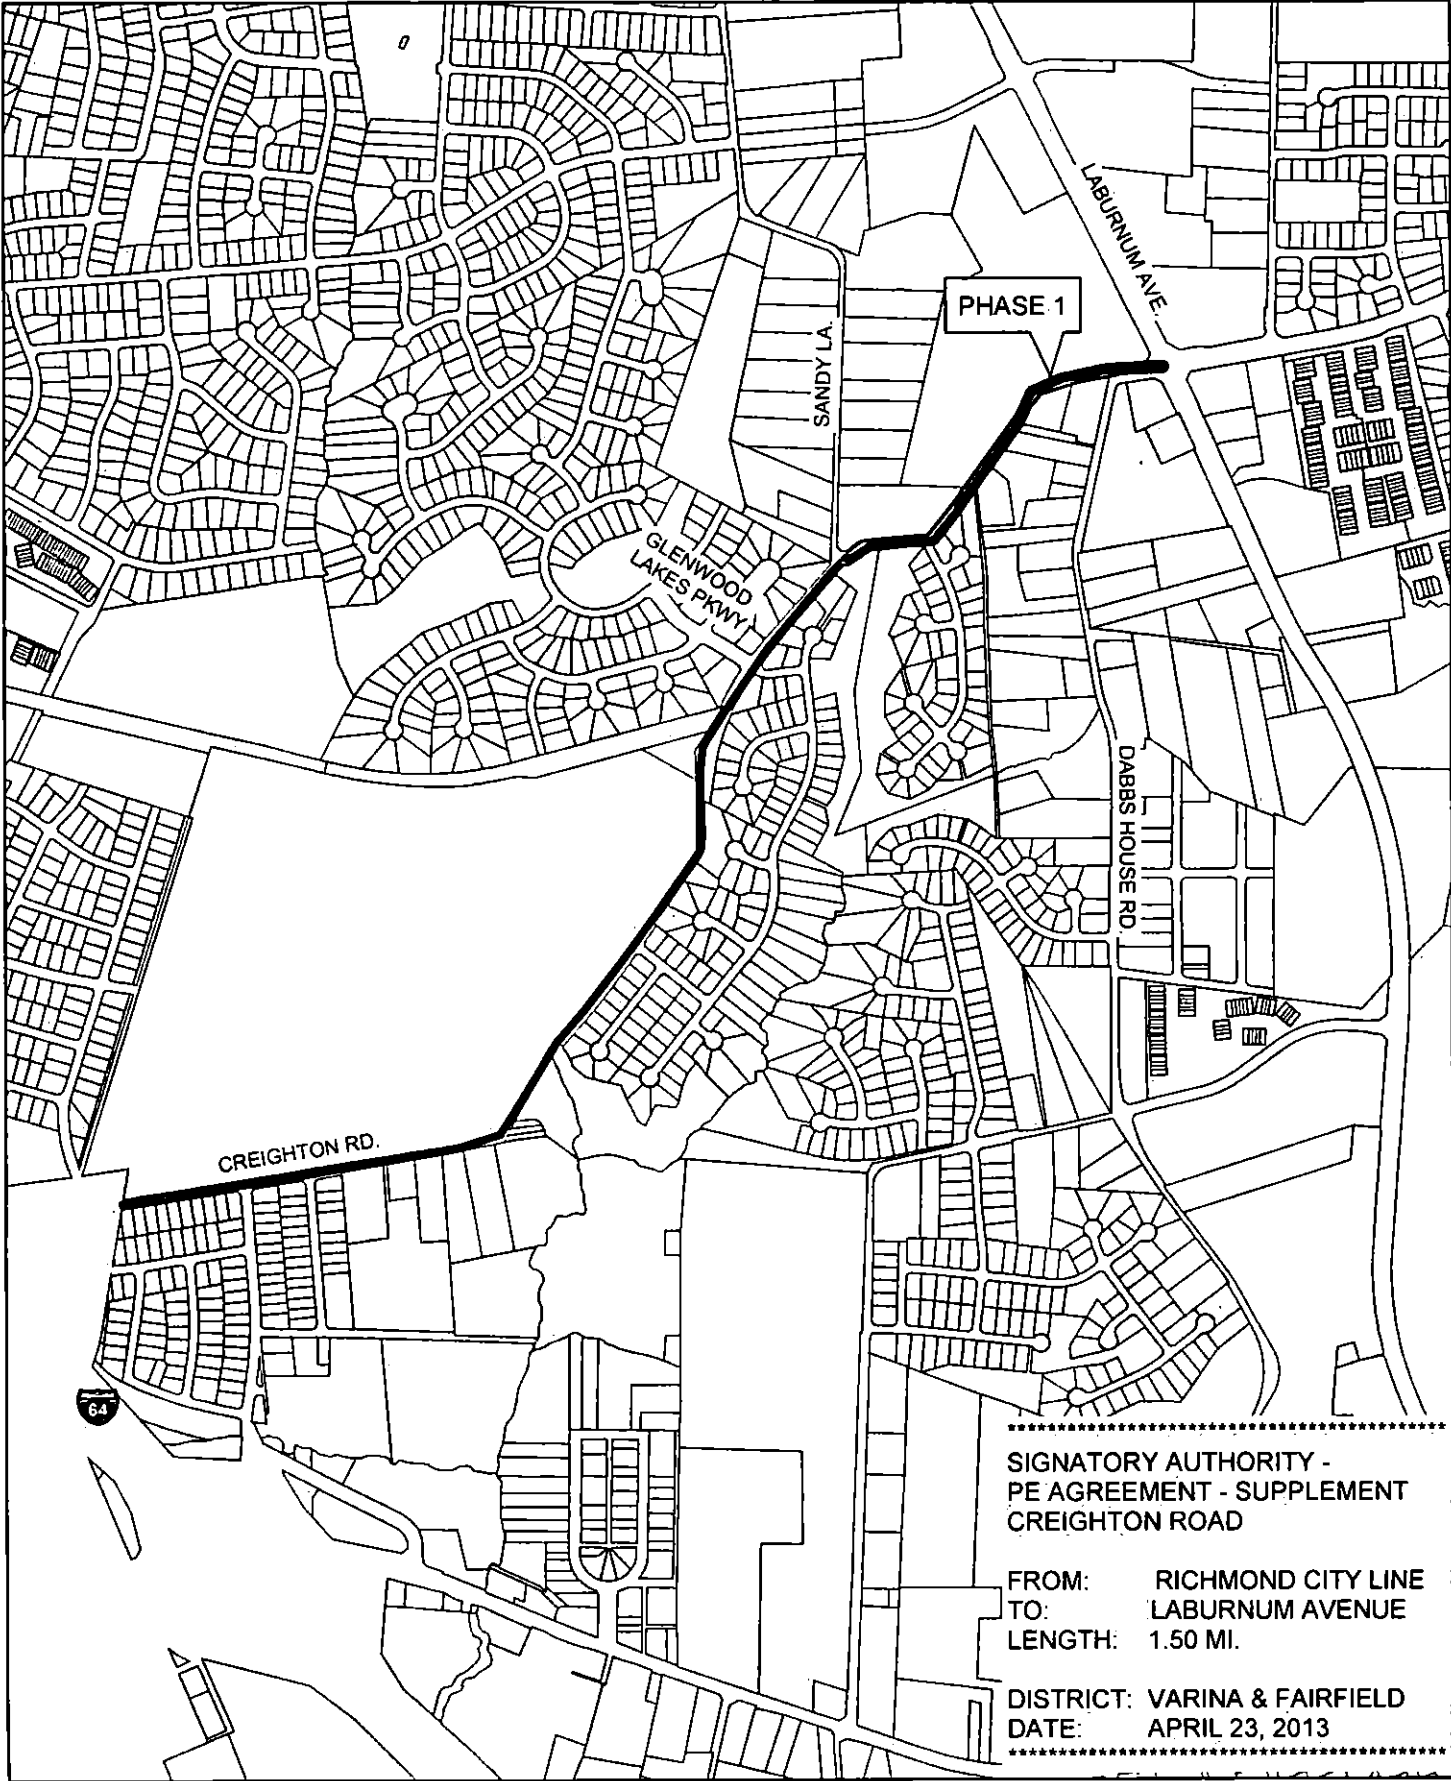 LABURNUM AVE.
PHASE 1
SANDY LA.
GLENWOOD
LAKES PKWY
DABBS HOUSE RD.
CREIGHTON RD.
64
SIGNATORY AUTHORITY -
PE AGREEMENT - SUPPLEMENT
CREIGHTON ROAD
FROM: RICHMOND CITY LINE
TO: LABURNUM AVENUE
LENGTH: 1.50 MI.
DISTRICT: VARINA & FAIRFIELD
DATE: APRIL 23, 2013